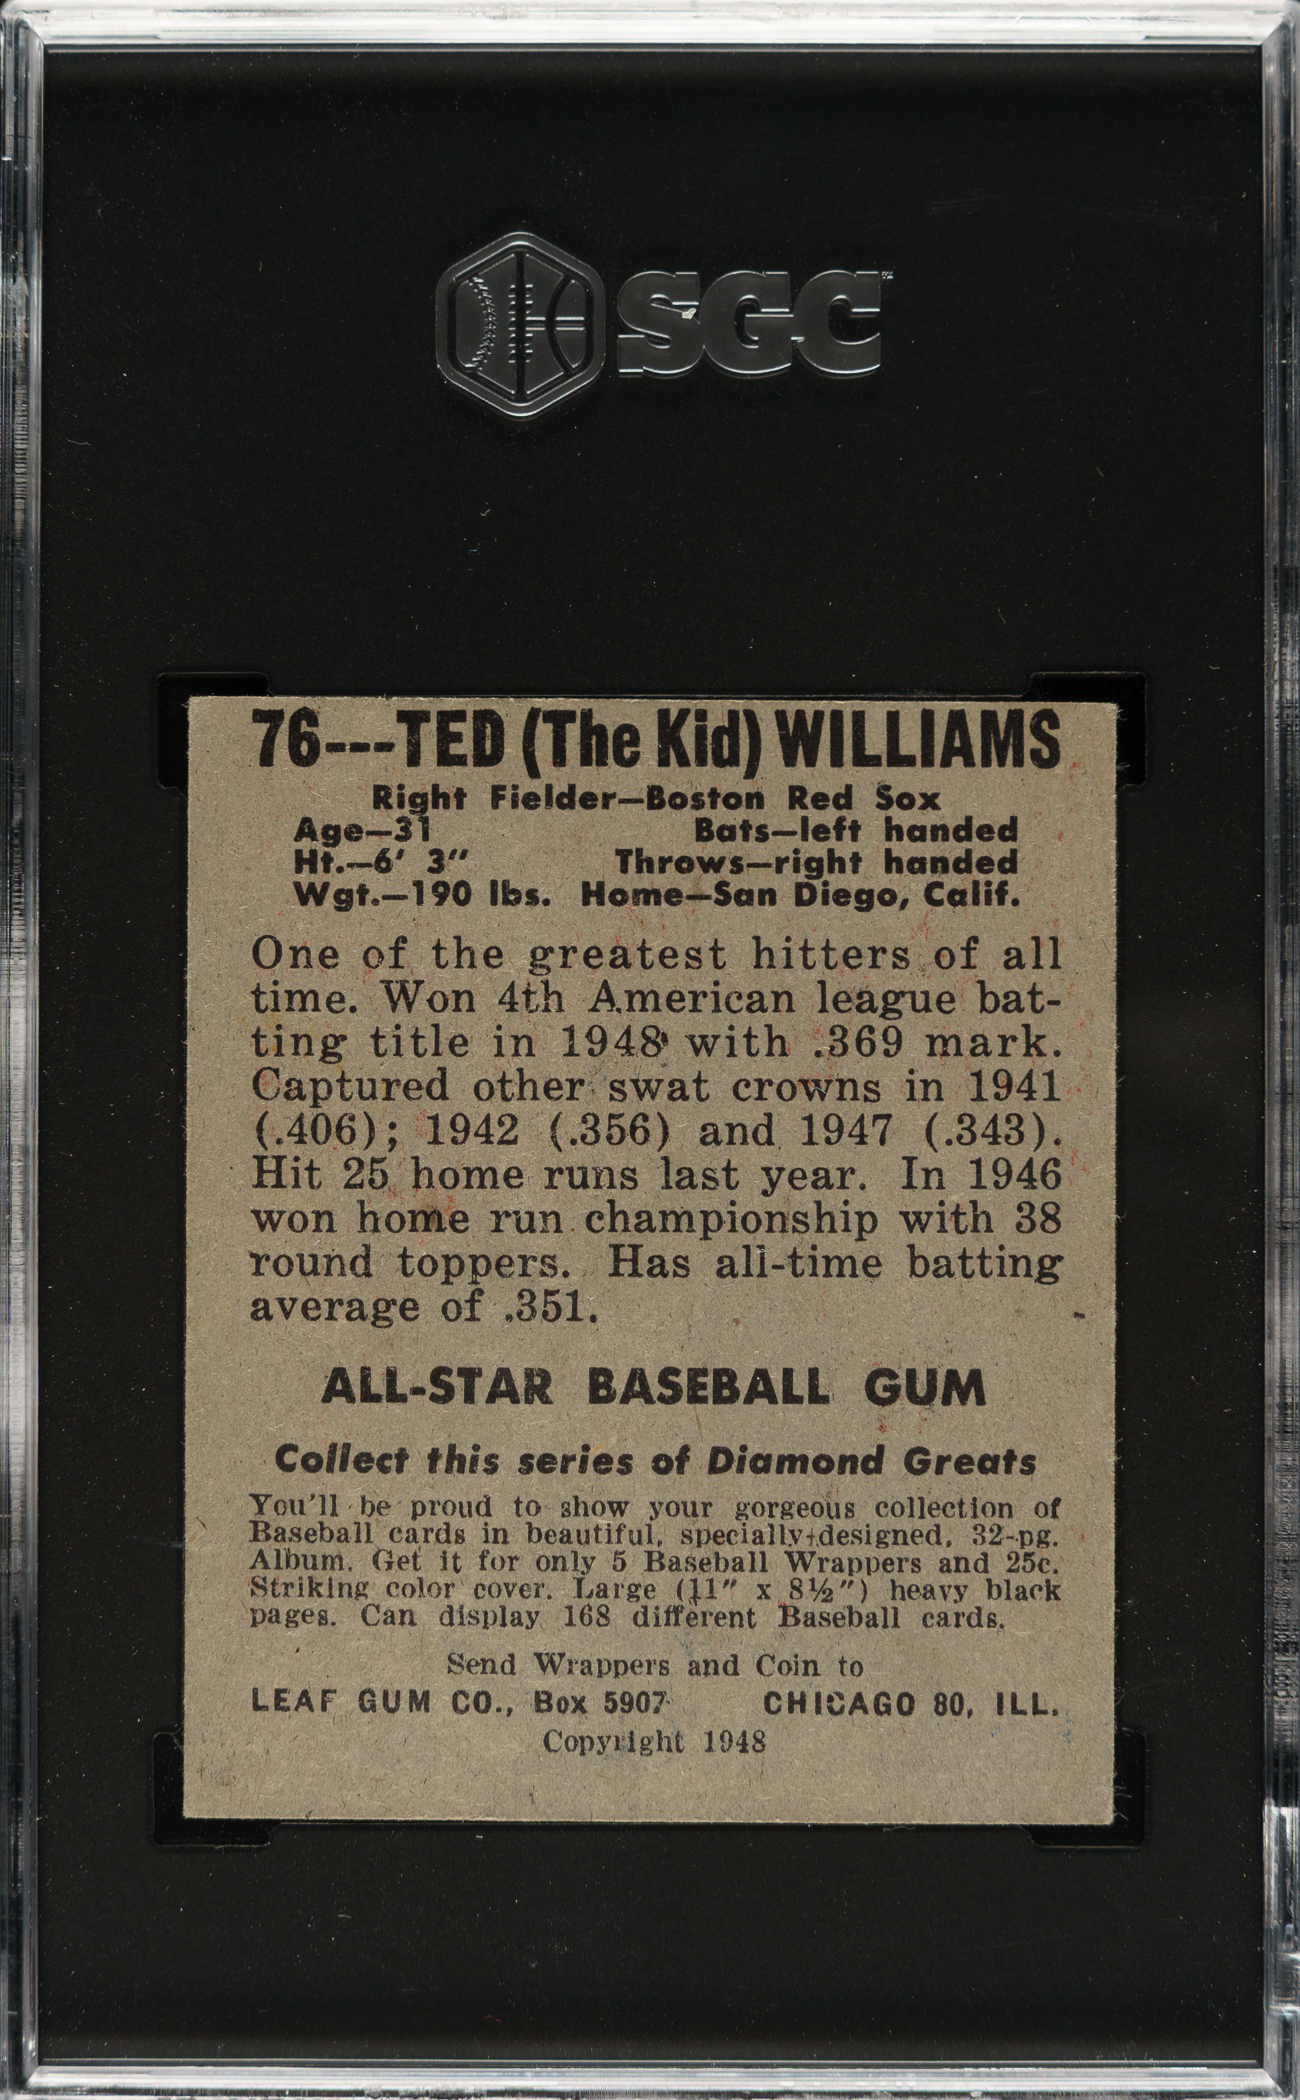 SGC™
76---TED (The Kid) WILLIAMS
Right Fielder—Boston Red Sox
Age—31 Bats—left handed
Ht.—6' 3" Throws—right handed
Wgt.—190 lbs. Home—San Diego, Calif.
One of the greatest hitters of all
time. Won 4th American league bat-
ting title in 1948 with .369 mark.
Captured other swat crowns in 1941
(.406); 1942 (.356) and 1947 (.343).
Hit 25 home runs last year. In 1946
won home run championship with 38
round toppers. Has all-time batting
average of .351.
ALL-STAR BASEBALL GUM
Collect this series of Diamond Greats
You'll be proud to show your gorgeous collection of
Baseball cards in beautiful, specially-designed, 32-pg.
Album. Get it for only 5 Baseball Wrappers and 25c.
Striking color cover. Large (11" x 8½") heavy black
pages. Can display 168 different Baseball cards.
Send Wrappers and Coin to
LEAF GUM CO., Box 5907 CHICAGO 80, ILL.
Copyright 1948